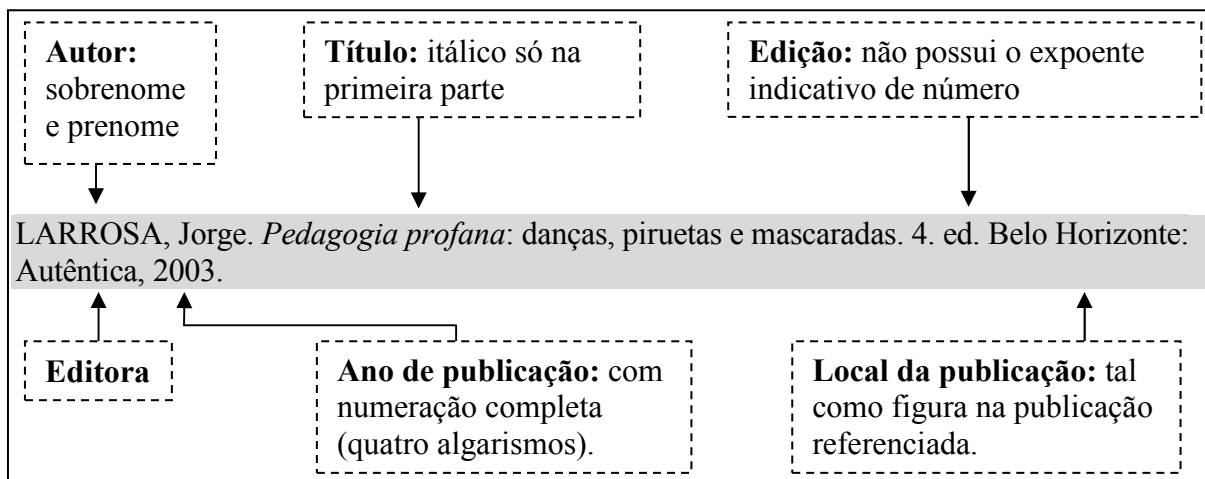 Autor:
sobrenome
e prenome
Título: itálico só na
primeira parte
Edição: não possui o expoente
indicativo de número
LARROSA, Jorge. Pedagogia profana: danças, piruetas e mascaradas. 4. ed. Belo Horizonte:
Autêntica, 2003.
Editora
Ano de publicação: com
numeração completa
(quatro algarismos).
Local da publicação: tal
como figura na publicação
referenciada.